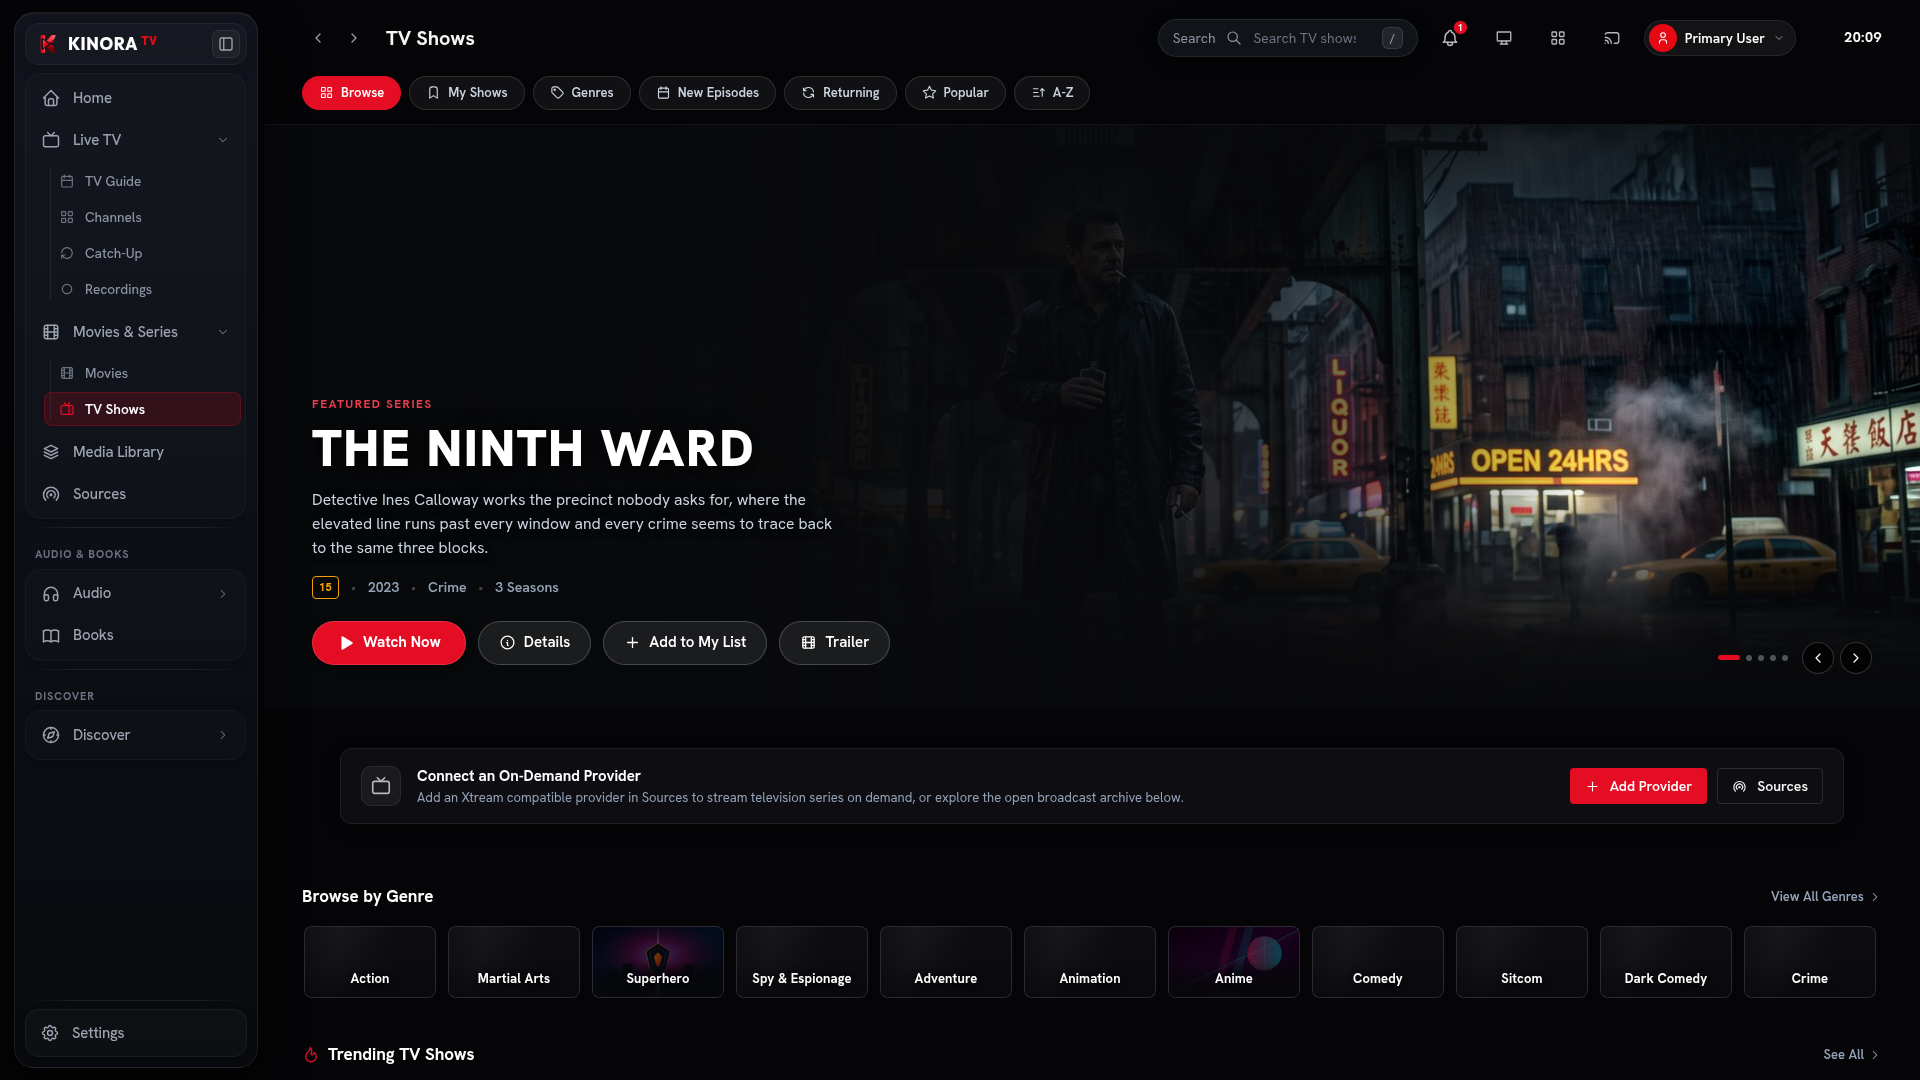 KINORA TV
Home
Live TV
TV Guide
Channels
Catch-Up
Recordings
Movies & Series
Movies
TV Shows
Media Library
Sources
AUDIO & BOOKS
Audio
Books
DISCOVER
Discover
Settings
TV Shows
Search
Search TV shows
/
1
Primary User
20:09
Browse
My Shows
Genres
New Episodes
Returning
Popular
A-Z
LIQUOR
24HRS
OPEN 24HRS
天
飯店
FEATURED SERIES
THE NINTH WARD
Detective Ines Calloway works the precinct nobody asks for, where the
elevated line runs past every window and every crime seems to trace back
to the same three blocks.
15 • 2023 • Crime • 3 Seasons
Watch Now
Details
Add to My List
Trailer
Connect an On-Demand Provider
Add an Xtream compatible provider in Sources to stream television series on demand, or explore the open broadcast archive below.
Add Provider
Sources
Browse by Genre
View All Genres
Action
Martial Arts
Superhero
Spy & Espionage
Adventure
Animation
Anime
Comedy
Sitcom
Dark Comedy
Crime
Trending TV Shows
See All